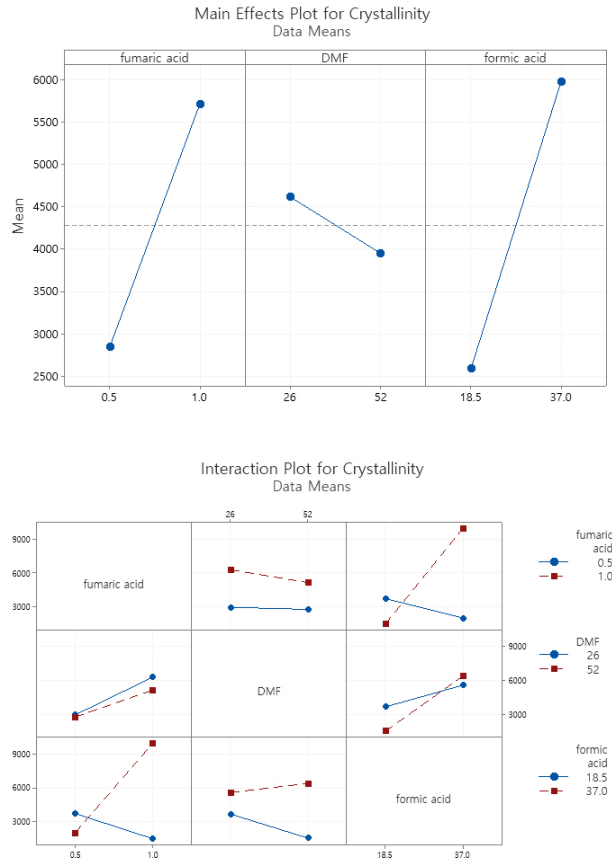 Main Effects Plot for Crystallinity
Data Means
fumaric acid DMF formic acid
6000
5500
5000
4500
4000
3500
3000
2500
Mean
0.5 1.0 26 52 18.5 37.0
Interaction Plot for Crystallinity
Data Means
26 52
9000
6000
3000
fumaric acid
fumaric
acid
0.5
1.0
DMF
9000
6000
3000
DMF
26
52
9000
6000
3000
formic acid
formic
acid
18.5
37.0
0.5 1.0 18.5 37.0